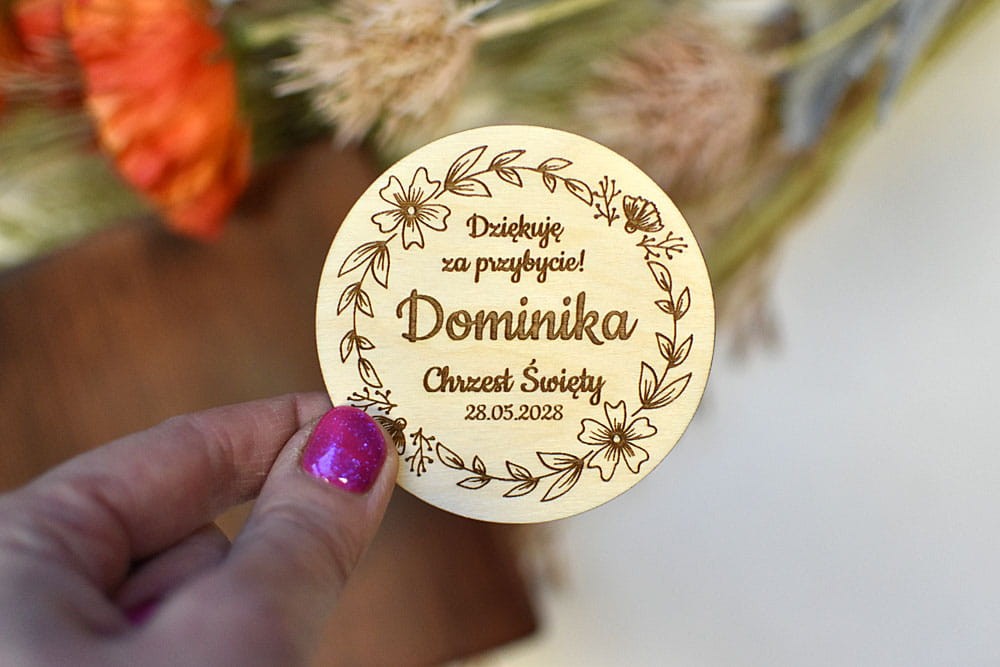 Dziękuję
za przybycie!
Dominika
Chrzest Święty
28.05.2028